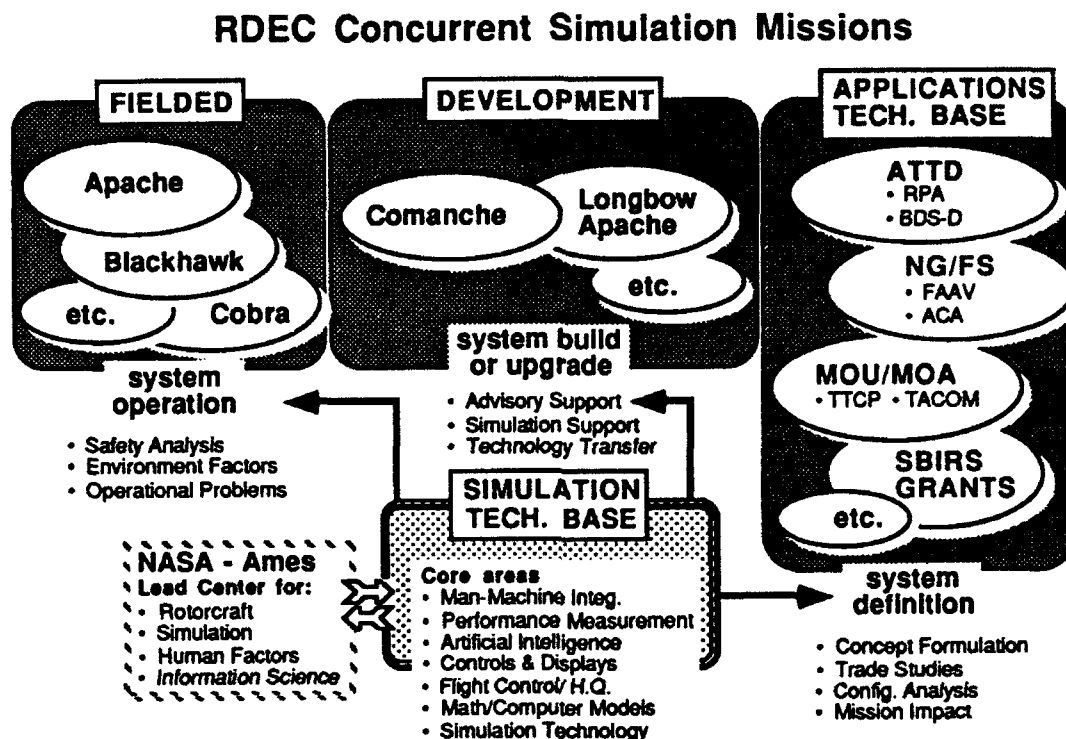 RDEC Concurrent Simulation Missions
FIELDED
Apache
Blackhawk
etc.
Cobra
system
operation
• Safety Analysis
• Environment Factors
• Operational Problems
DEVELOPMENT
Comanche
Longbow
Apache
etc.
system build
or upgrade
• Advisory Support
• Simulation Support
• Technology Transfer
APPLICATIONS
TECH. BASE
ATTD
• RPA
• BDS-D
NG/FS
• FAAV
• ACA
MOU/MOA
• TTCP • TACOM
SBIRS
GRANTS
etc.
system
definition
• Concept Formulation
• Trade Studies
• Config. Analysis
• Mission Impact
NASA - Ames
Lead Center for:
• Rotorcraft
• Simulation
• Human Factors
• Information Science
SIMULATION
TECH. BASE
Core areas
• Man-Machine Integ.
• Performance Measurement
• Artificial Intelligence
• Controls & Displays
• Flight Control/ H.Q.
• Math/Computer Models
• Simulation Technology